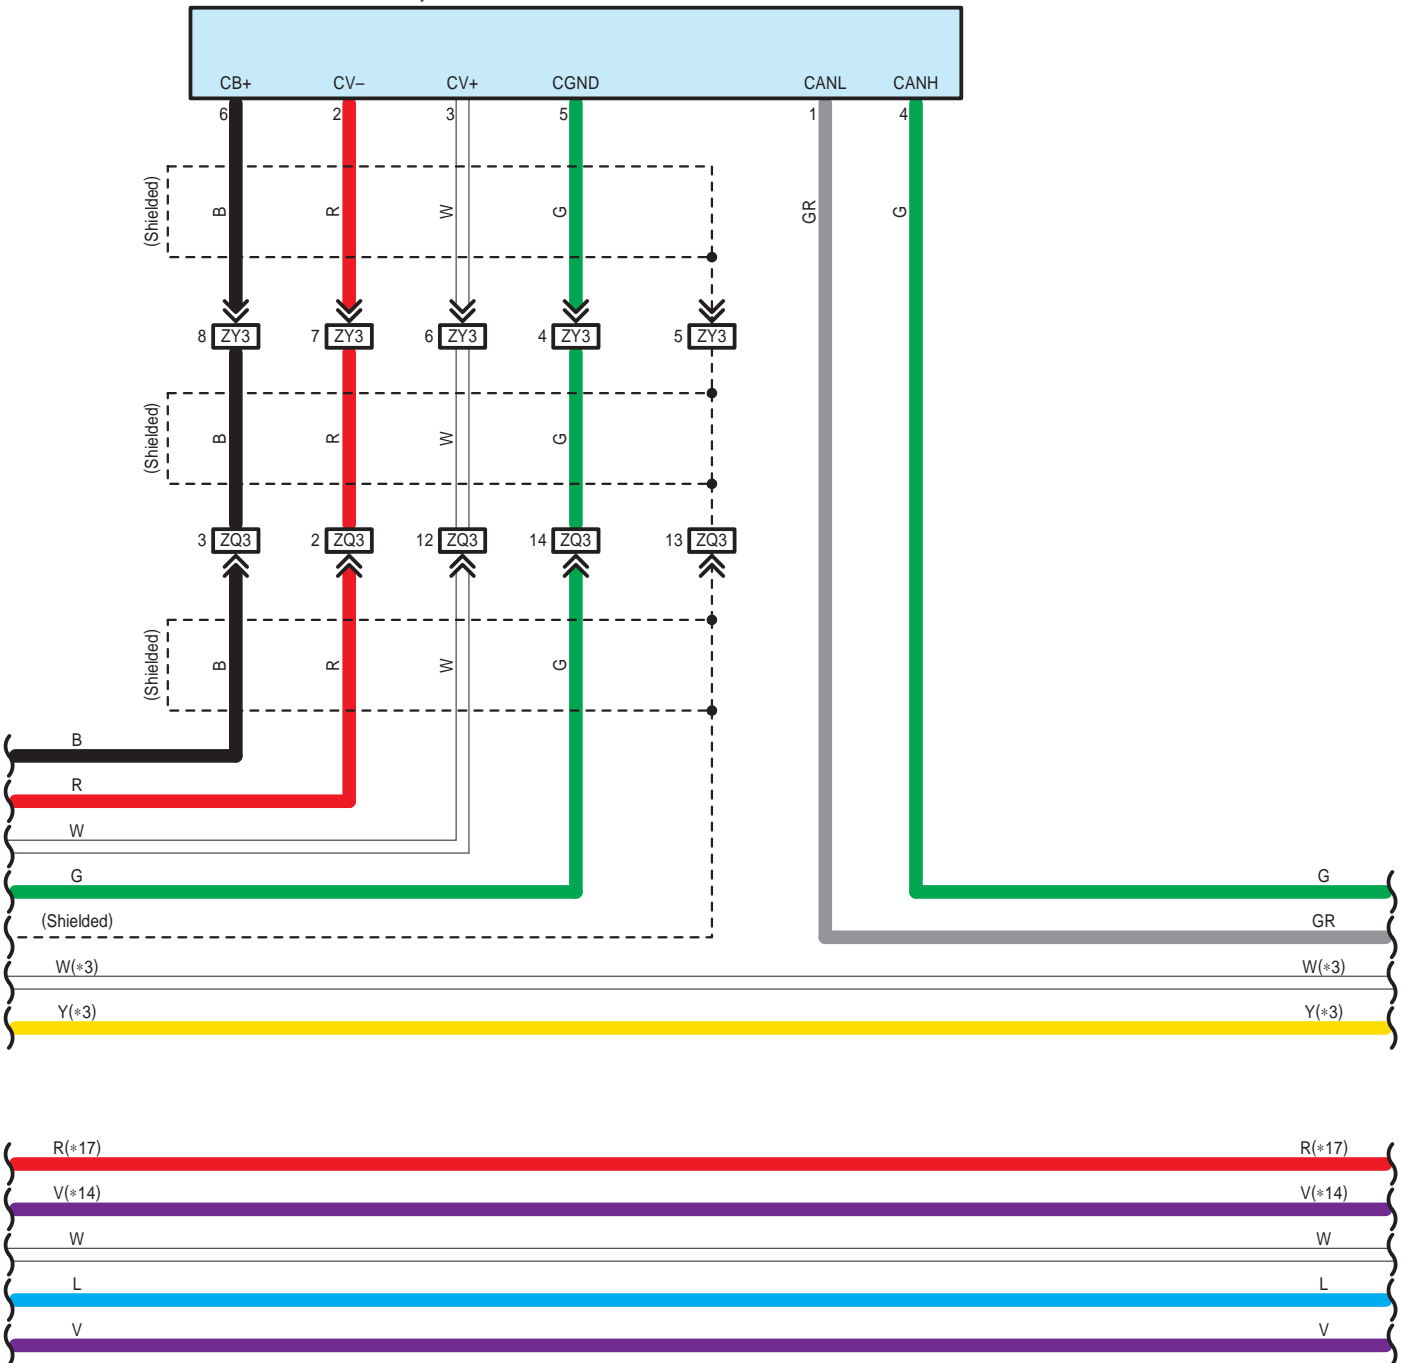 CB+ CV– CV+ CGND CANL CANH
6 2 3 5 1 4
(Shielded) B R W G GR G
8 ZY3 7 ZY3 6 ZY3 4 ZY3 5 ZY3
(Shielded) B R W G
3 ZQ3 2 ZQ3 12 ZQ3 14 ZQ3 13 ZQ3
(Shielded) B R W G
B
R
W
G G
(Shielded) GR
W(*3) W(*3)
Y(*3) Y(*3)
R(*17) R(*17)
V(*14) V(*14)
W W
L L
V V